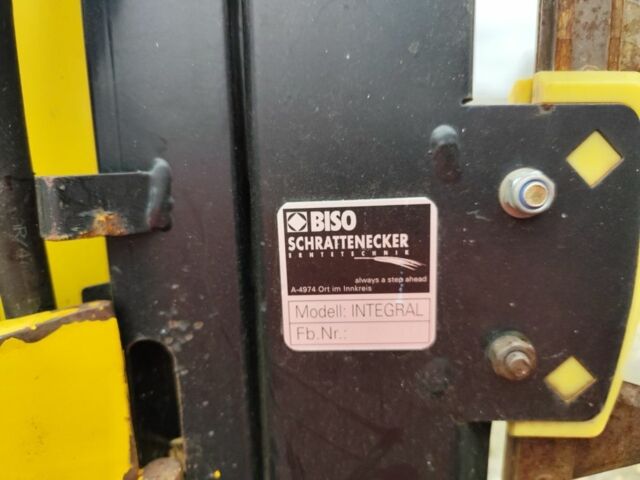 BISO
SCHRATTENECKER
ERNTETECHNIK
always a step ahead
A-4974 Ort im Innkreis
Modell: INTEGRAL
Fb.Nr.: